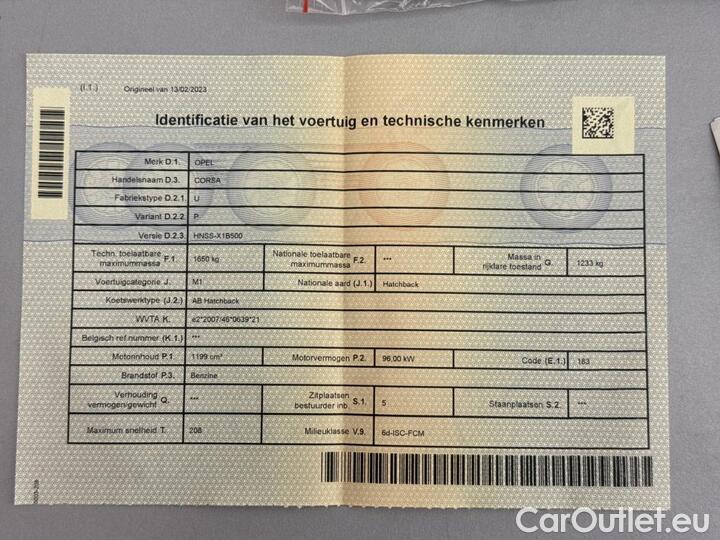 (I.1.) Origineel van 13/02/2023
Identificatie van het voertuig en technische kenmerken
Merk D.1. OPEL
Handelsnaam D.3. CORSA
Fabriekstype D.2.1. U
Variant D.2.2. P
Versie D.2.3 HNSS-X1B500
Techn. toelaatbare maximummassa F.1. 1650 kg Nationale toelaatbare maximummassa F.2. *** Massa in rijklare toestand G. 1233 kg
Voertuigcategorie J. M1 Nationale aard (J.1.) Hatchback
Koetswerktype (J.2.) AB Hatchback
WVTA K. e2*2007/46*0639*21
Belgisch ref.nummer (K.1.) ***
Motorinhoud P.1. 1199 cm³ Motorvermogen P.2. 96,00 kW Code (E.1.) 183
Brandstof P.3. Benzine
Verhouding vermogen/gewicht Q. *** Zitplaatsen bestuurder inb. S.1. 5 Staanplaatsen S.2. ***
Maximum snelheid T. 208 Milieuklasse V.9. 6d-ISC-FCM
CarOutlet.eu